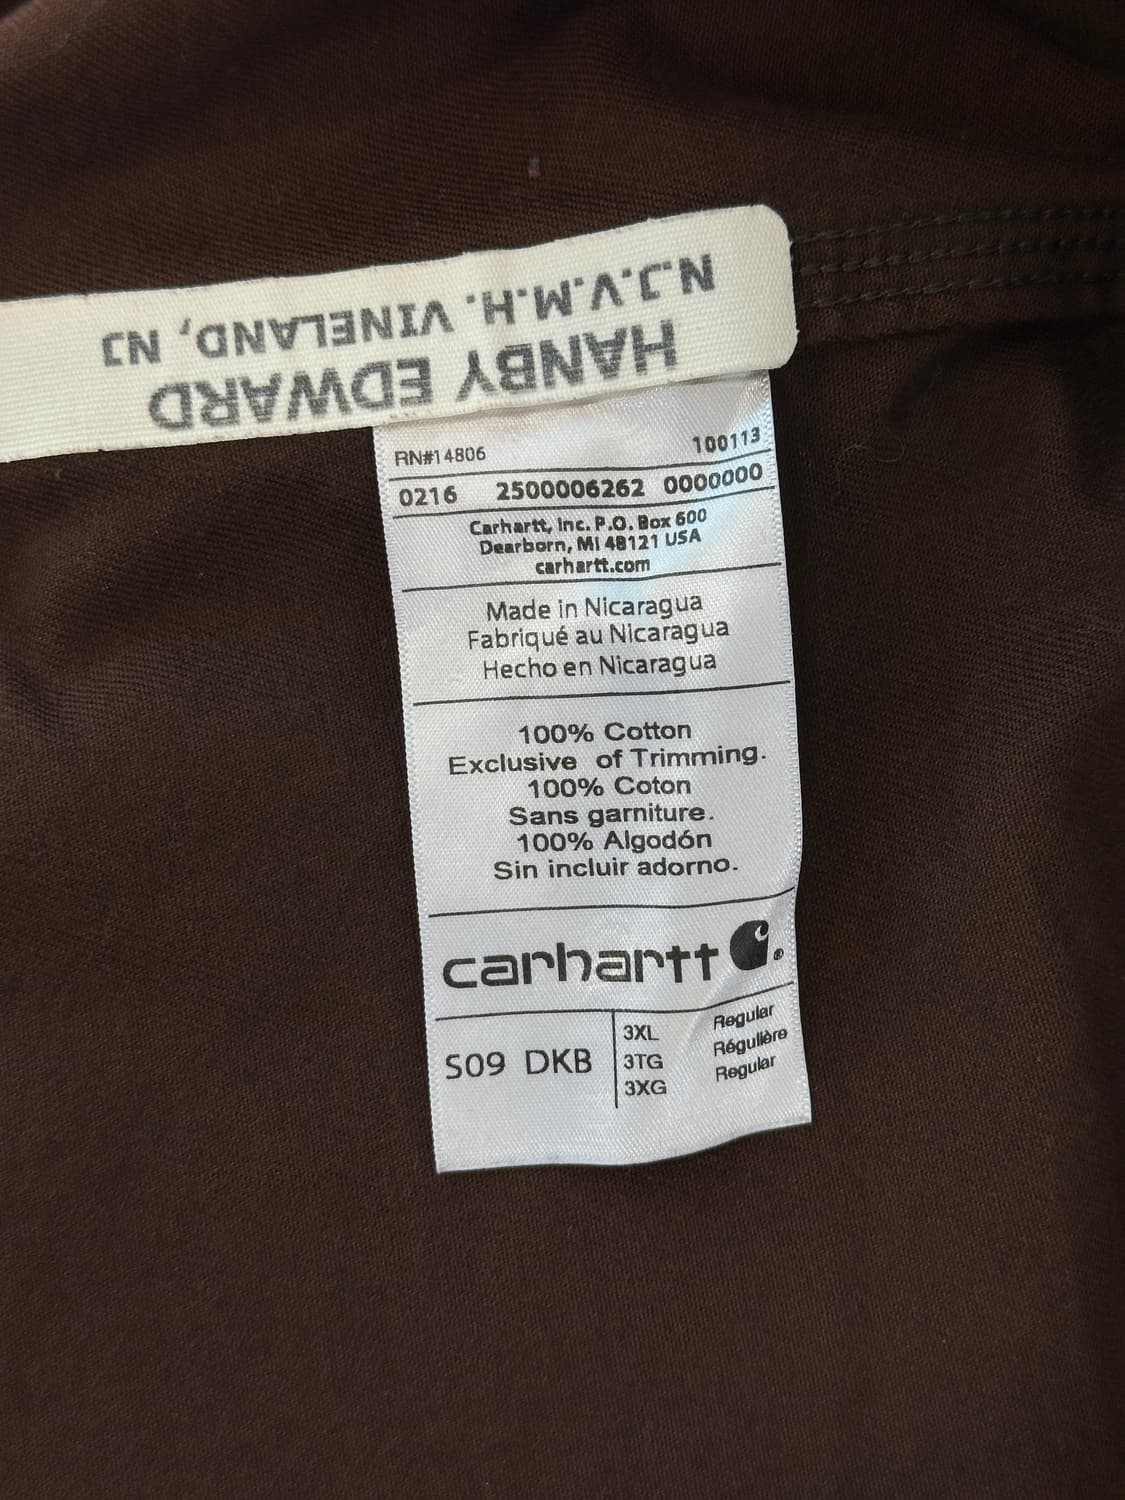 N.J.V.M.H. VINELAND, NJ
HANBY EDWARD
RN#14806 100113
0216 2500006262 0000000
Carhartt, Inc. P.O. Box 600
Dearborn, MI 48121 USA
carhartt.com
Made in Nicaragua
Fabriqué au Nicaragua
Hecho en Nicaragua
100% Cotton
Exclusive of Trimming.
100% Coton
Sans garniture.
100% Algodón
Sin incluir adorno.
carhartt ®
S09 DKB
3XL Regular
3TG Régulière
3XG Regular